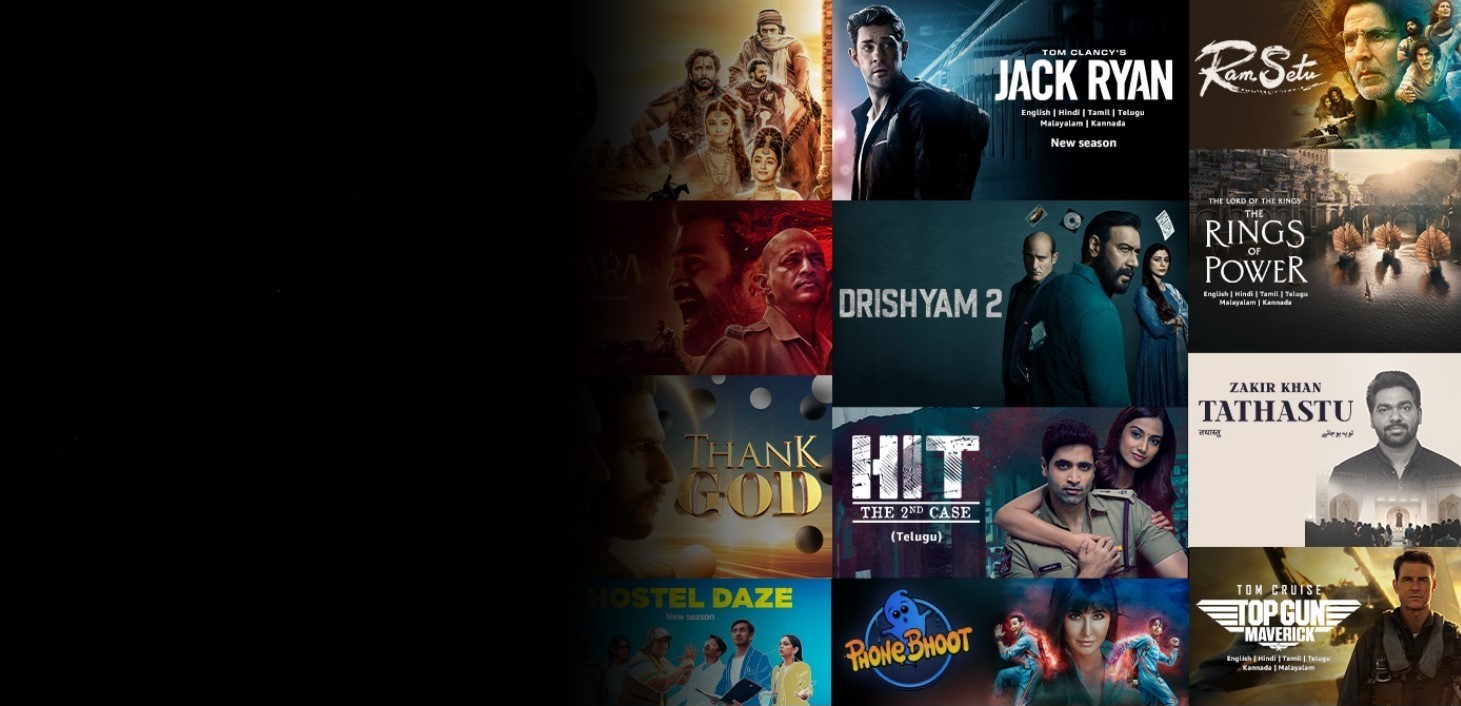 TOM CLANCY'S
JACK RYAN
English | Hindi | Tamil | Telugu
Malayalam | Kannada
New season
Ram Setu
THE LORD OF THE RINGS
THE
RINGS
OF
POWER
English | Hindi | Tamil | Telugu
Malayalam | Kannada
DRISHYAM 2
ZAKIR KHAN
TATHASTU
तथास्तु
THANK
GOD
HIT
THE 2ND CASE
(Telugu)
HOSTEL DAZE
New season
PHONE BHOOT
TOM CRUISE
TOPGUN
MAVERICK
English | Hindi | Tamil | Telugu
Kannada | Malayalam